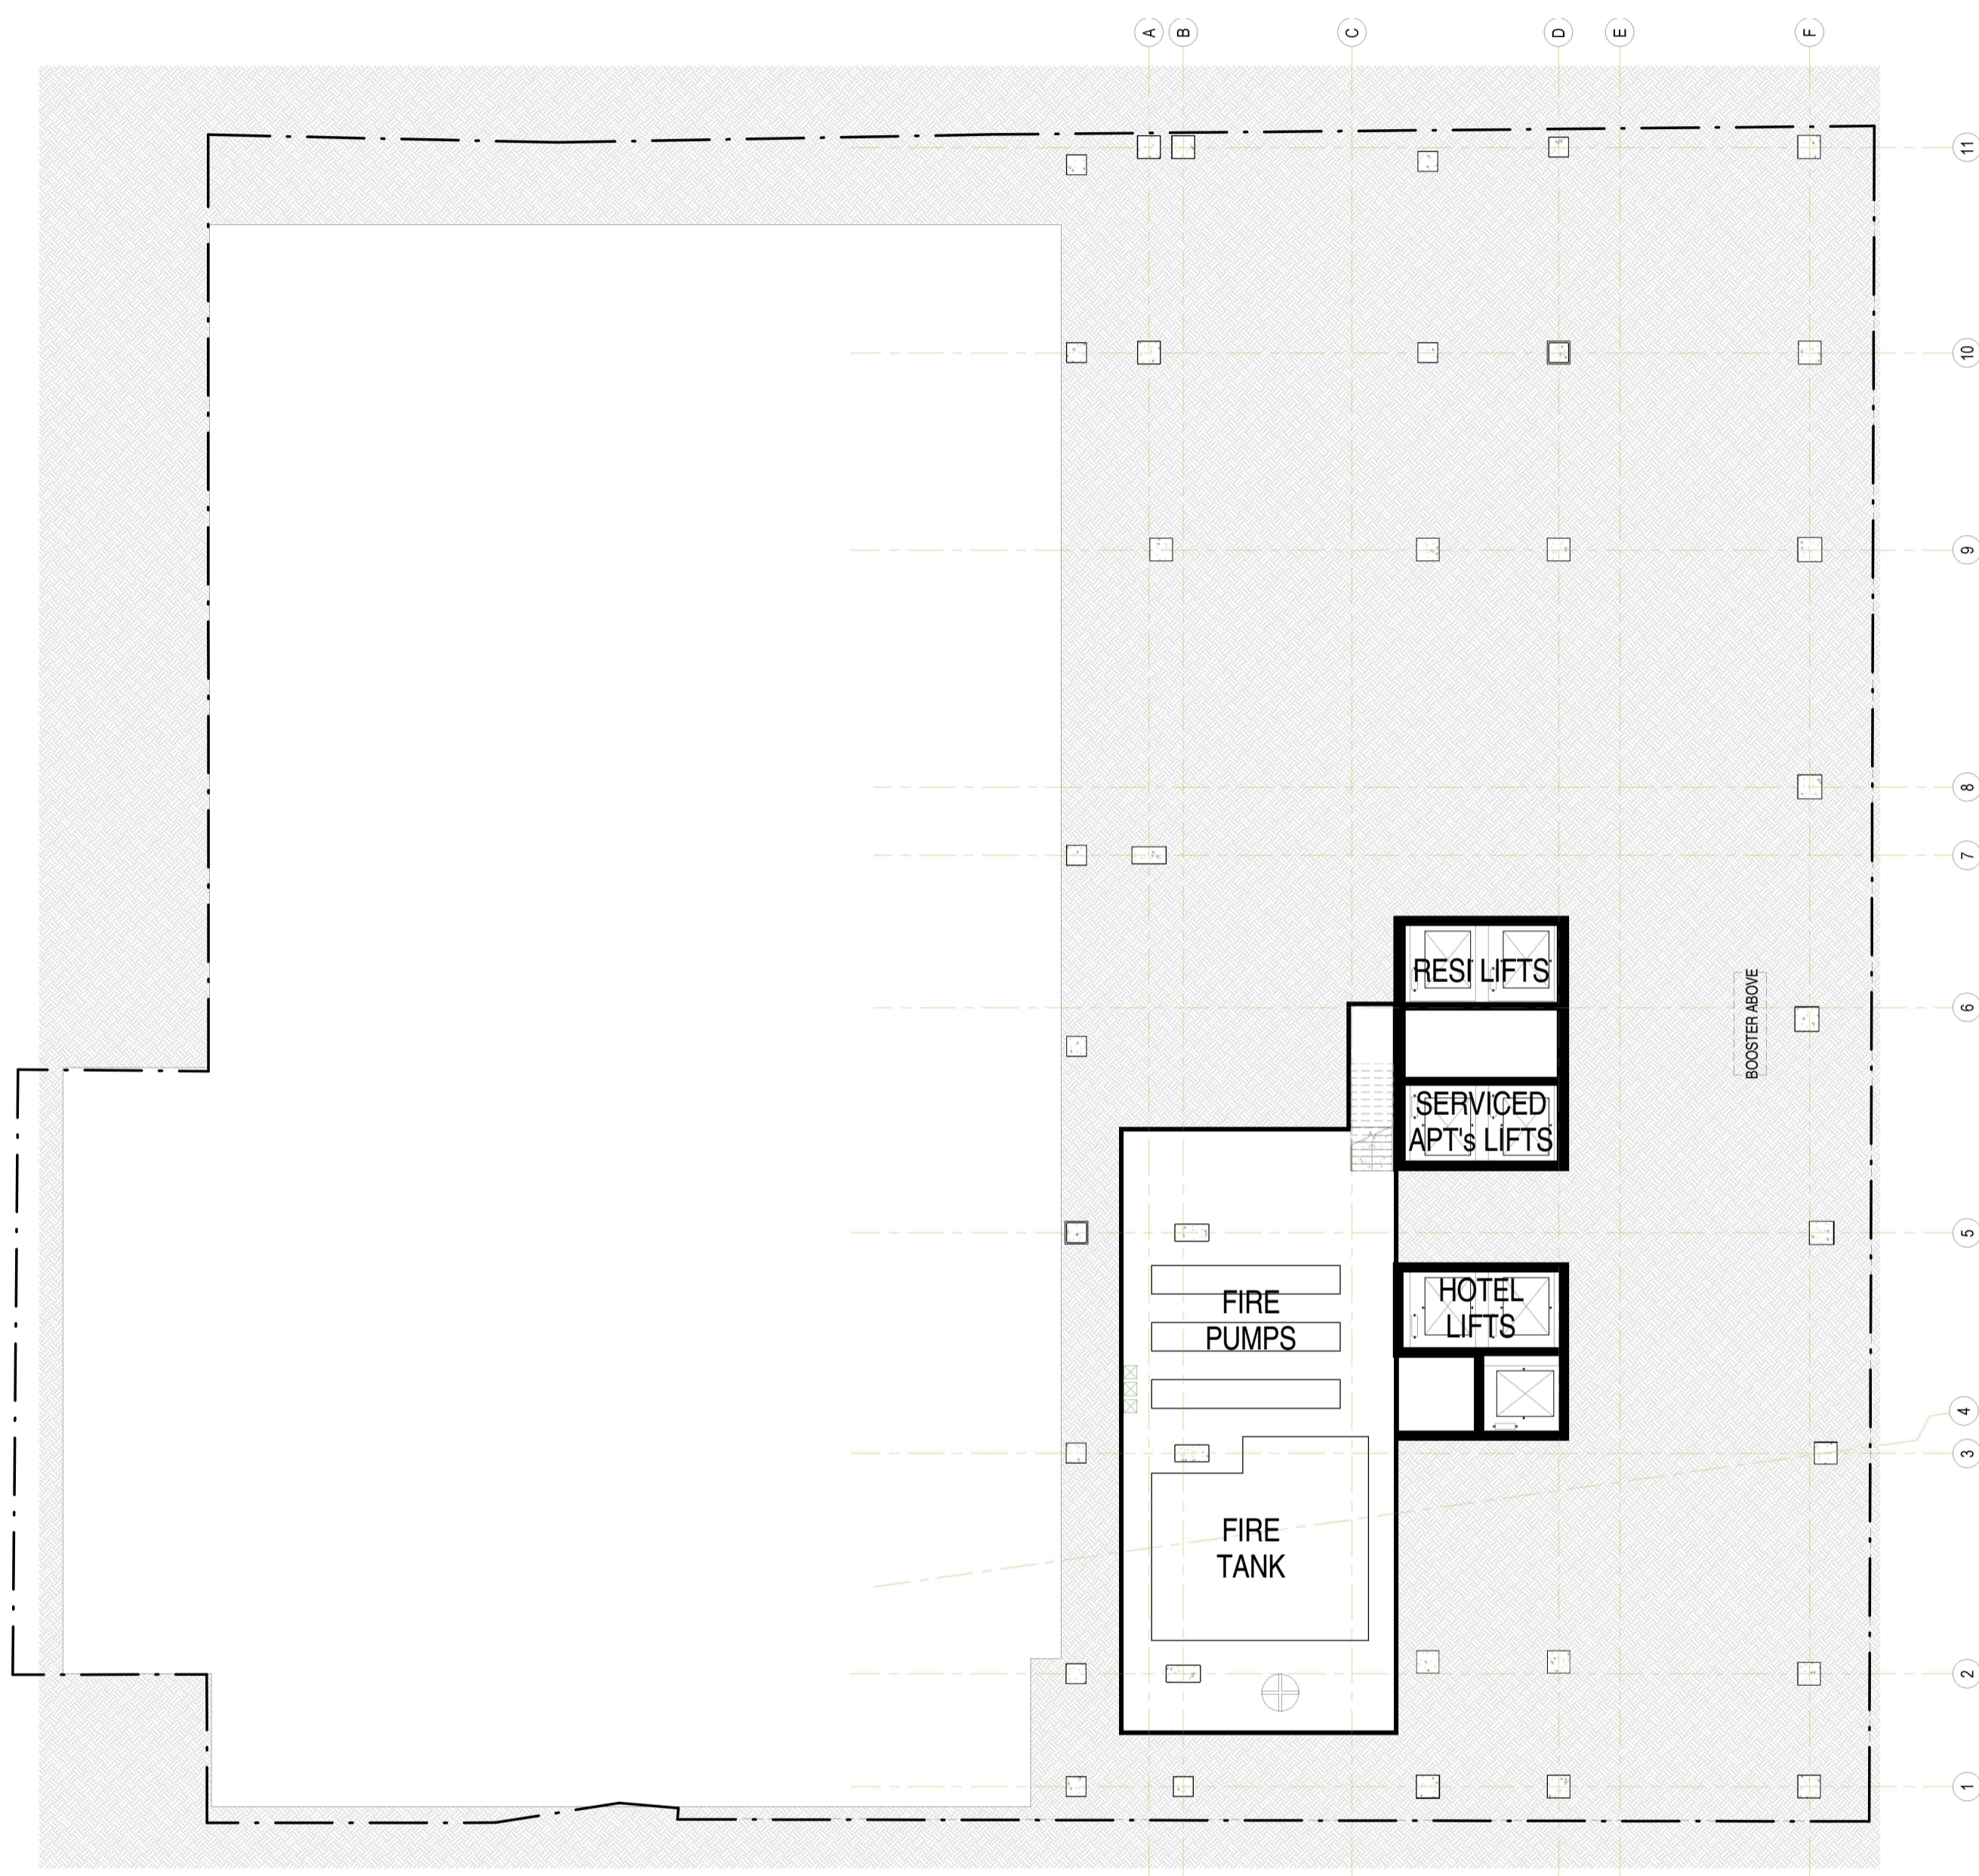 A
B
C
D
E
F
11
10
9
8
7
RESI LIFTS
6
BOOSTER ABOVE
SERVICED
APT's LIFTS
5
HOTEL
LIFTS
FIRE
PUMPS
4
3
FIRE
TANK
2
1